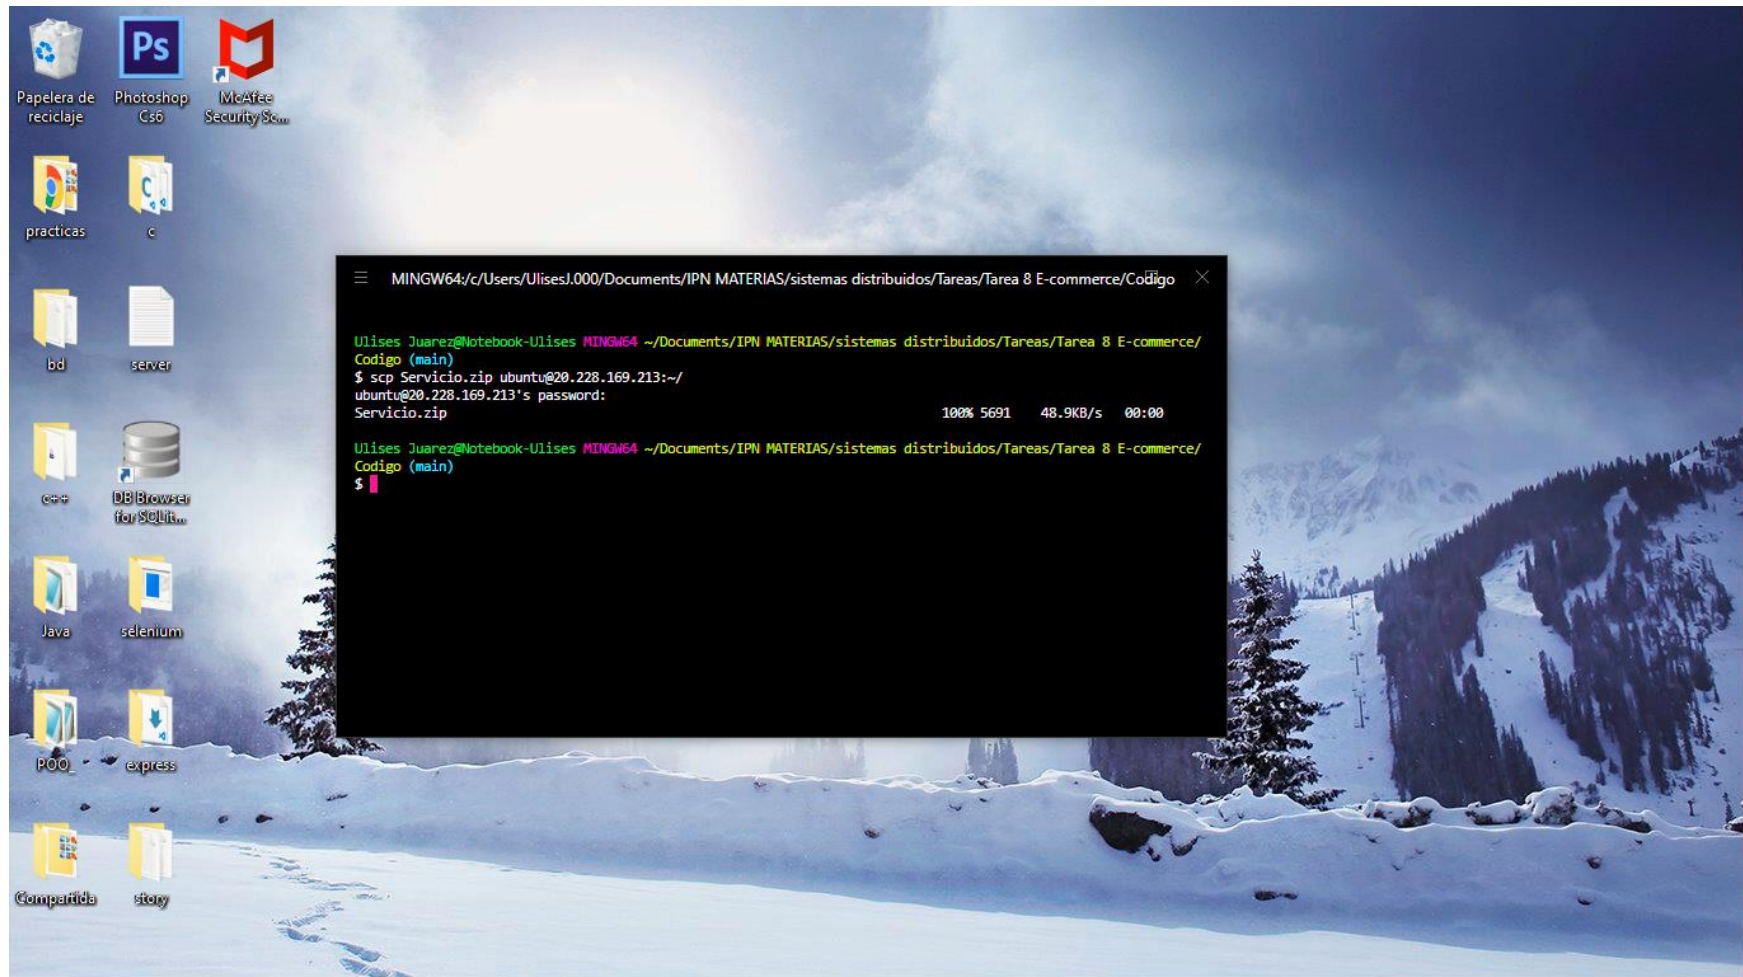 Papelera de
reciclaje
Ps
Photoshop
Cs6
McAfee
Security Sc...
practicas
C
c
bd
server
c++
DB Browser
for SQLit...
Java
selenium
POO_
express
Compartida
story
MINGW64:/c/Users/UlisesJ.000/Documents/IPN MATERIAS/sistemas distribuidos/Tareas/Tarea 8 E-commerce/Codigo
Ulises Juarez@Notebook-Ulises MINGW64 ~/Documents/IPN MATERIAS/sistemas distribuidos/Tareas/Tarea 8 E-commerce/
Codigo (main)
$ scp Servicio.zip ubuntu@20.228.169.213:~/
ubuntu@20.228.169.213's password:
Servicio.zip 100% 5691 48.9KB/s 00:00
Ulises Juarez@Notebook-Ulises MINGW64 ~/Documents/IPN MATERIAS/sistemas distribuidos/Tareas/Tarea 8 E-commerce/
Codigo (main)
$